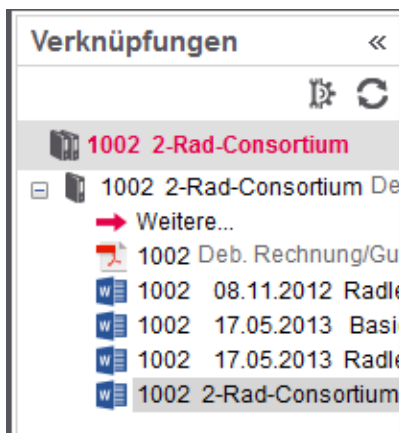 Verknüpfungen «
1002 2-Rad-Consortium
1002 2-Rad-Consortium De
Weitere...
1002 Deb. Rechnung/Gu
1002 08.11.2012 Radle
1002 17.05.2013 Basi
1002 17.05.2013 Radle
1002 2-Rad-Consortium